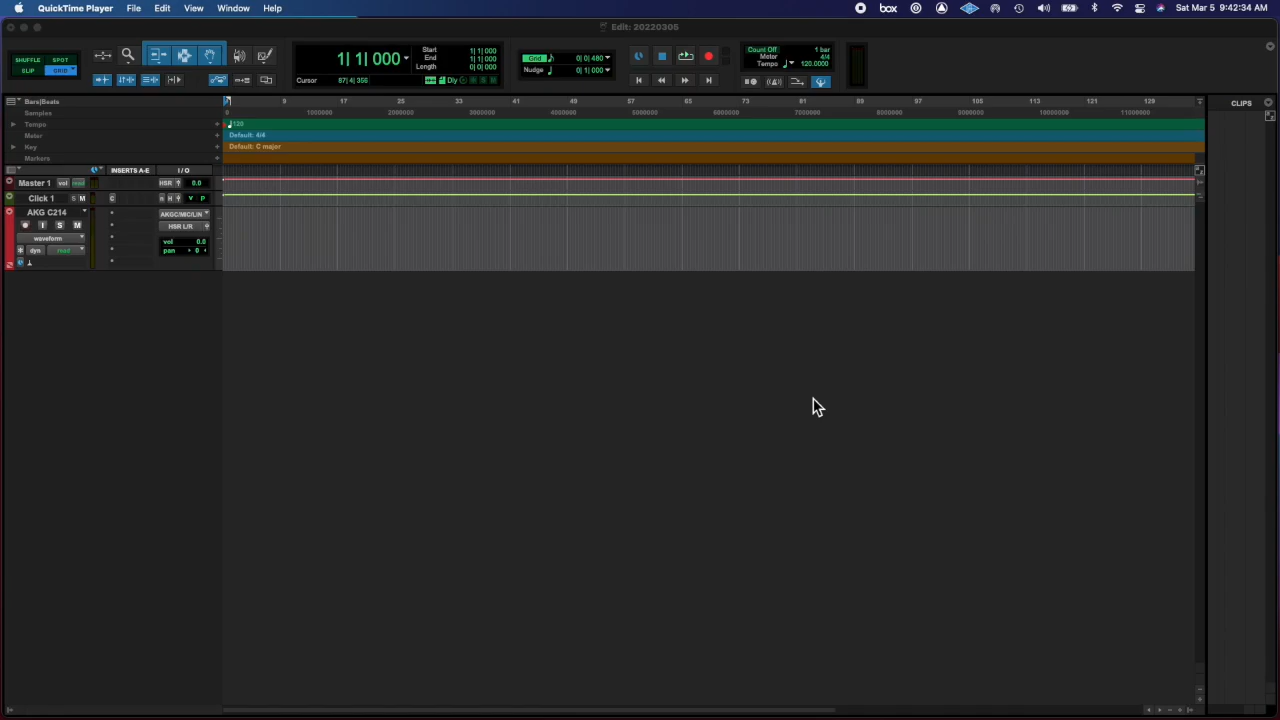 QuickTime Player File Edit View Window Help box Sat Mar 5 9:42:34 AM
Edit: 20220305
SHUFFLE SPOT
SLIP GRID
1| 1| 000
Start 1| 1| 000
End 1| 1| 000
Length 0| 0| 000
Cursor 87| 4| 356 Dly S M
Grid 0| 0| 480
Nudge 0| 1| 000
Count Off 1 bar
Meter 4/4
Tempo 120.0000
Bars|Beats 9 17 25 33 41 49 57 65 73 81 89 97 105 113 121 129
Samples 0 1000000 2000000 3000000 4000000 5000000 6000000 7000000 8000000 9000000 10000000 11000000
Tempo 120
Meter Default: 4/4
Key Default: C major
Markers
INSERTS A-E I / O
Master 1 vol read HSR 0.0
Click 1 S M C H v p
AKG C214 AKGC/MIC/LIN
I S M HSR L/R
waveform vol 0.0
dyn read pan 0
CLIPS